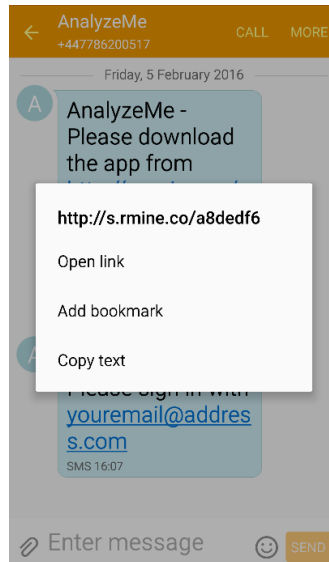 AnalyzeMe
+447786200517
CALL
MORE
Friday, 5 February 2016
A
AnalyzeMe -
Please download
the app from
http://s.rmine.co/a8dedf6
Open link
Add bookmark
Copy text
A
Please sign in with
youremail@addres
s.com
SMS 16:07
Enter message
SEND